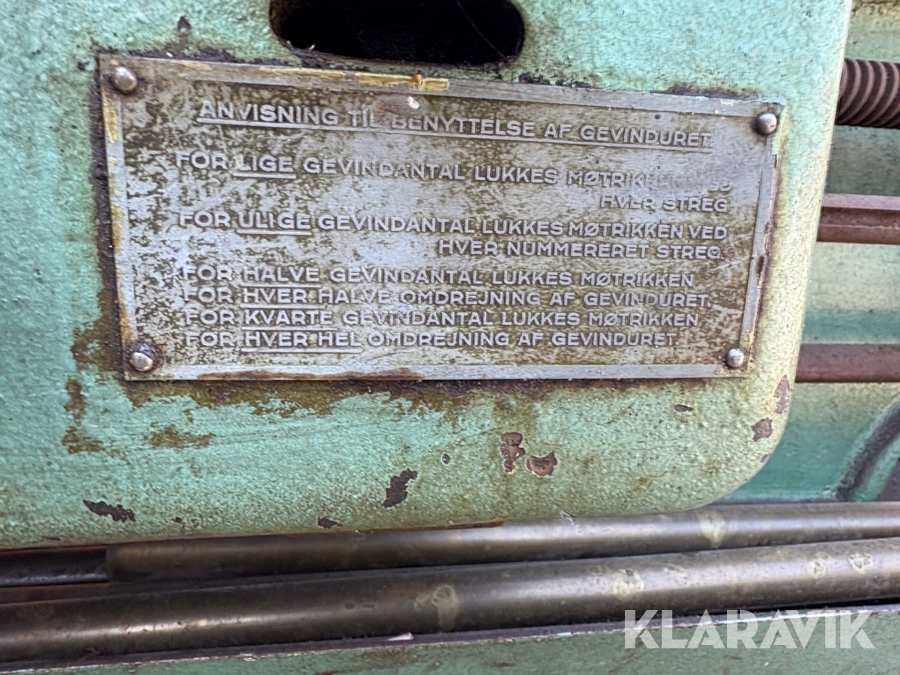 ANVISNING TIL BENYTTELSE AF GEVINDURET
FOR LIGE GEVINDANTAL LUKKES MØTRIKKEN VED
HVER STREG
FOR ULIGE GEVINDANTAL LUKKES MØTRIKKEN VED
HVER NUMMERERET STREG.
FOR HALVE GEVINDANTAL LUKKES MØTRIKKEN
FOR HVER HALVE OMDREJNING AF GEVINDURET.
FOR KVARTE GEVINDANTAL LUKKES MØTRIKKEN
FOR HVER HEL OMDREJNING AF GEVINDURET.
KLARAVIK